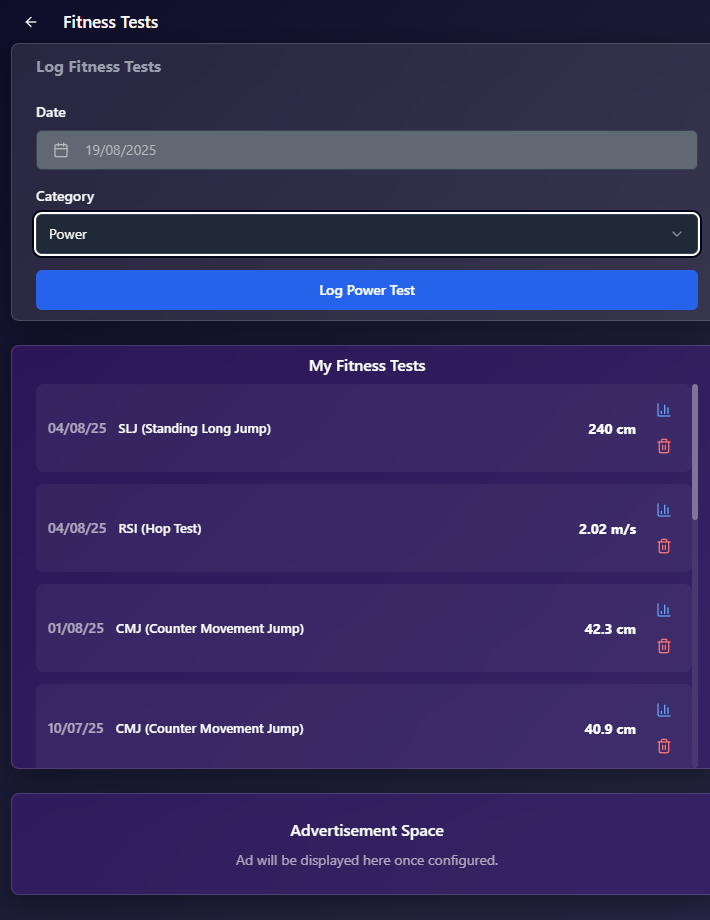 Fitness Tests
Log Fitness Tests
Date
19/08/2025
Category
Power
Log Power Test
My Fitness Tests
04/08/25 SLJ (Standing Long Jump) 240 cm
04/08/25 RSI (Hop Test) 2.02 m/s
01/08/25 CMJ (Counter Movement Jump) 42.3 cm
10/07/25 CMJ (Counter Movement Jump) 40.9 cm
Advertisement Space
Ad will be displayed here once configured.